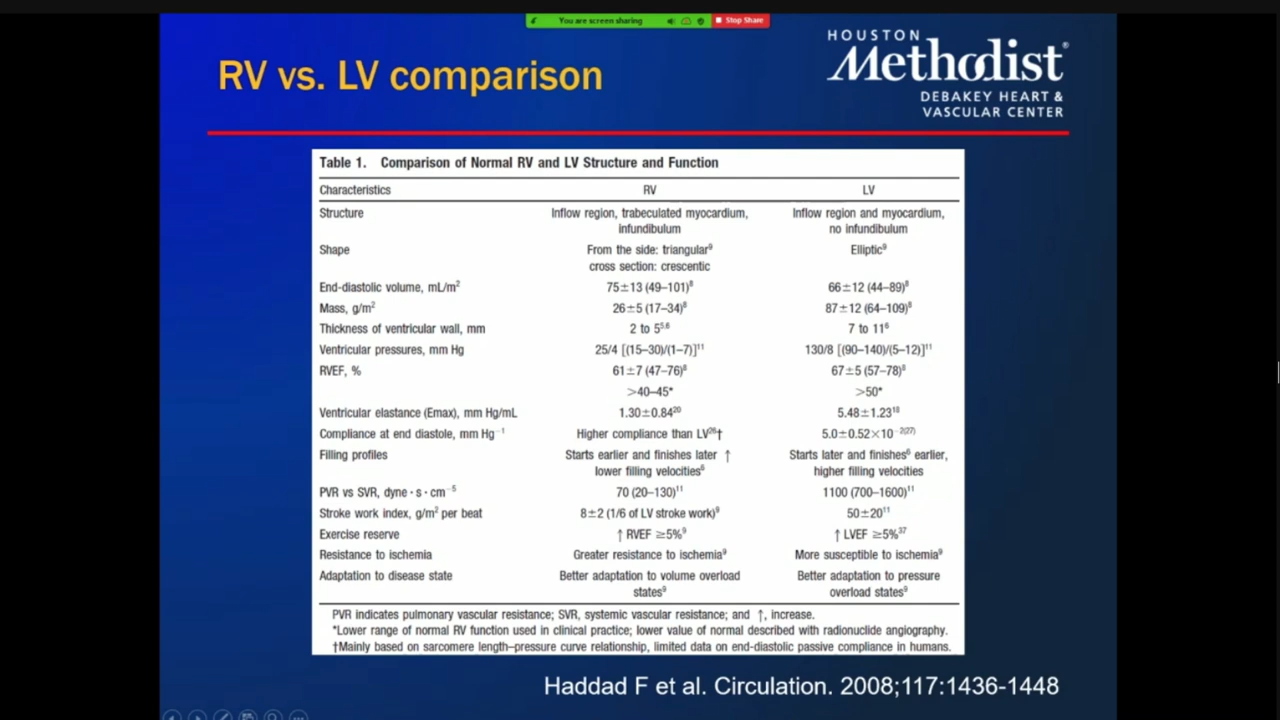 You are screen sharing
Stop Share
RV vs. LV comparison
HOUSTON
Methodist®
DEBAKEY HEART &
VASCULAR CENTER
Table 1. Comparison of Normal RV and LV Structure and Function
Characteristics RV LV
Structure Inflow region, trabeculated myocardium, Inflow region and myocardium,
infundibulum no infundibulum
Shape From the side: triangular⁹ Elliptic⁹
cross section: crescentic
End-diastolic volume, mL/m² 75±13 (49–101)⁸ 66±12 (44–89)⁸
Mass, g/m² 26±5 (17–34)⁸ 87±12 (64–109)⁸
Thickness of ventricular wall, mm 2 to 5⁵,⁶ 7 to 11⁶
Ventricular pressures, mm Hg 25/4 [(15–30)/(1–7)]¹¹ 130/8 [(90–140)/(5–12)]¹¹
RVEF, % 61±7 (47–76)⁸ 67±5 (57–78)⁸
>40–45* >50*
Ventricular elastance (Emax), mm Hg/mL 1.30±0.84²⁰ 5.48±1.23¹⁸
Compliance at end diastole, mm Hg⁻¹ Higher compliance than LV²⁶† 5.0±0.52×10⁻²⁽²⁷⁾
Filling profiles Starts earlier and finishes later ↑ Starts later and finishes⁶ earlier,
lower filling velocities⁶ higher filling velocities
PVR vs SVR, dyne · s · cm⁻⁵ 70 (20–130)¹¹ 1100 (700–1600)¹¹
Stroke work index, g/m² per beat 8±2 (1/6 of LV stroke work)⁹ 50±20¹¹
Exercise reserve ↑ RVEF ≥5%⁹ ↑ LVEF ≥5%³⁷
Resistance to ischemia Greater resistance to ischemia⁹ More susceptible to ischemia⁹
Adaptation to disease state Better adaptation to volume overload Better adaptation to pressure
states⁹ overload states⁹
PVR indicates pulmonary vascular resistance; SVR, systemic vascular resistance; and ↑, increase.
*Lower range of normal RV function used in clinical practice; lower value of normal described with radionuclide angiography.
†Mainly based on sarcomere length–pressure curve relationship, limited data on end-diastolic passive compliance in humans.
Haddad F et al. Circulation. 2008;117:1436-1448